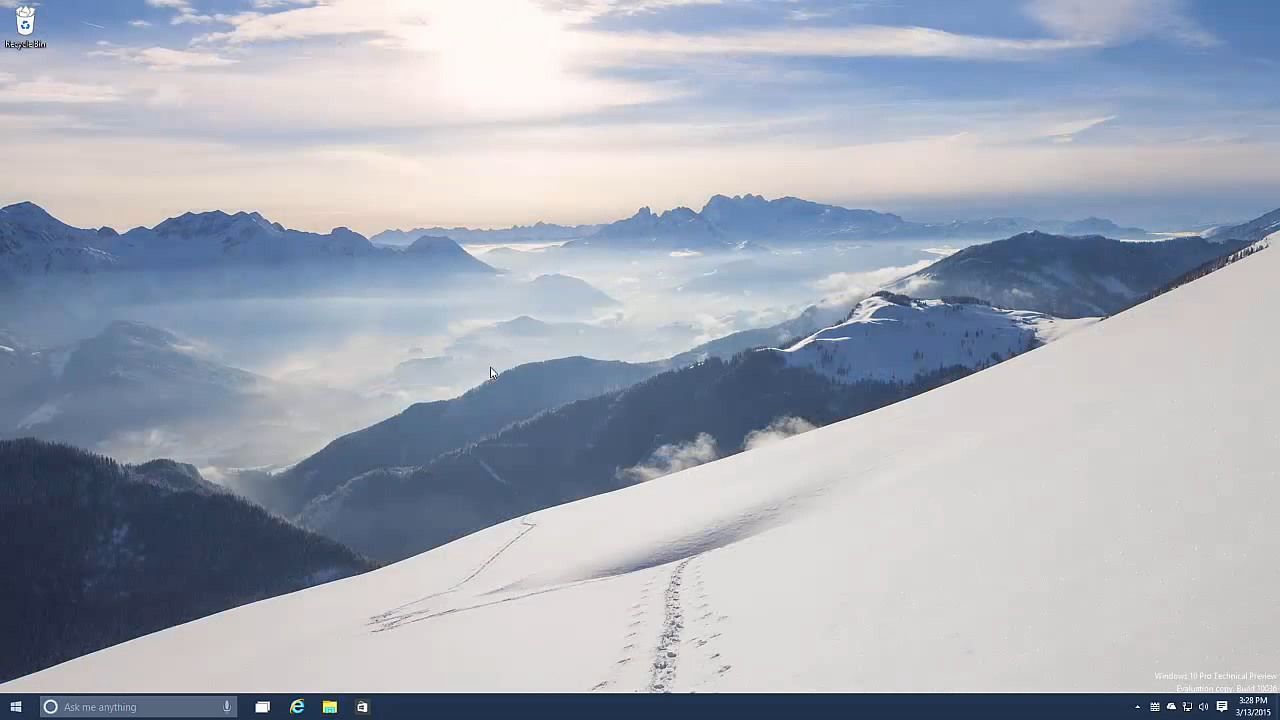 Recycle Bin
Windows 10 Pro Technical Preview
Evaluation copy. Build 10036
Ask me anything
3:28 PM
3/13/2015